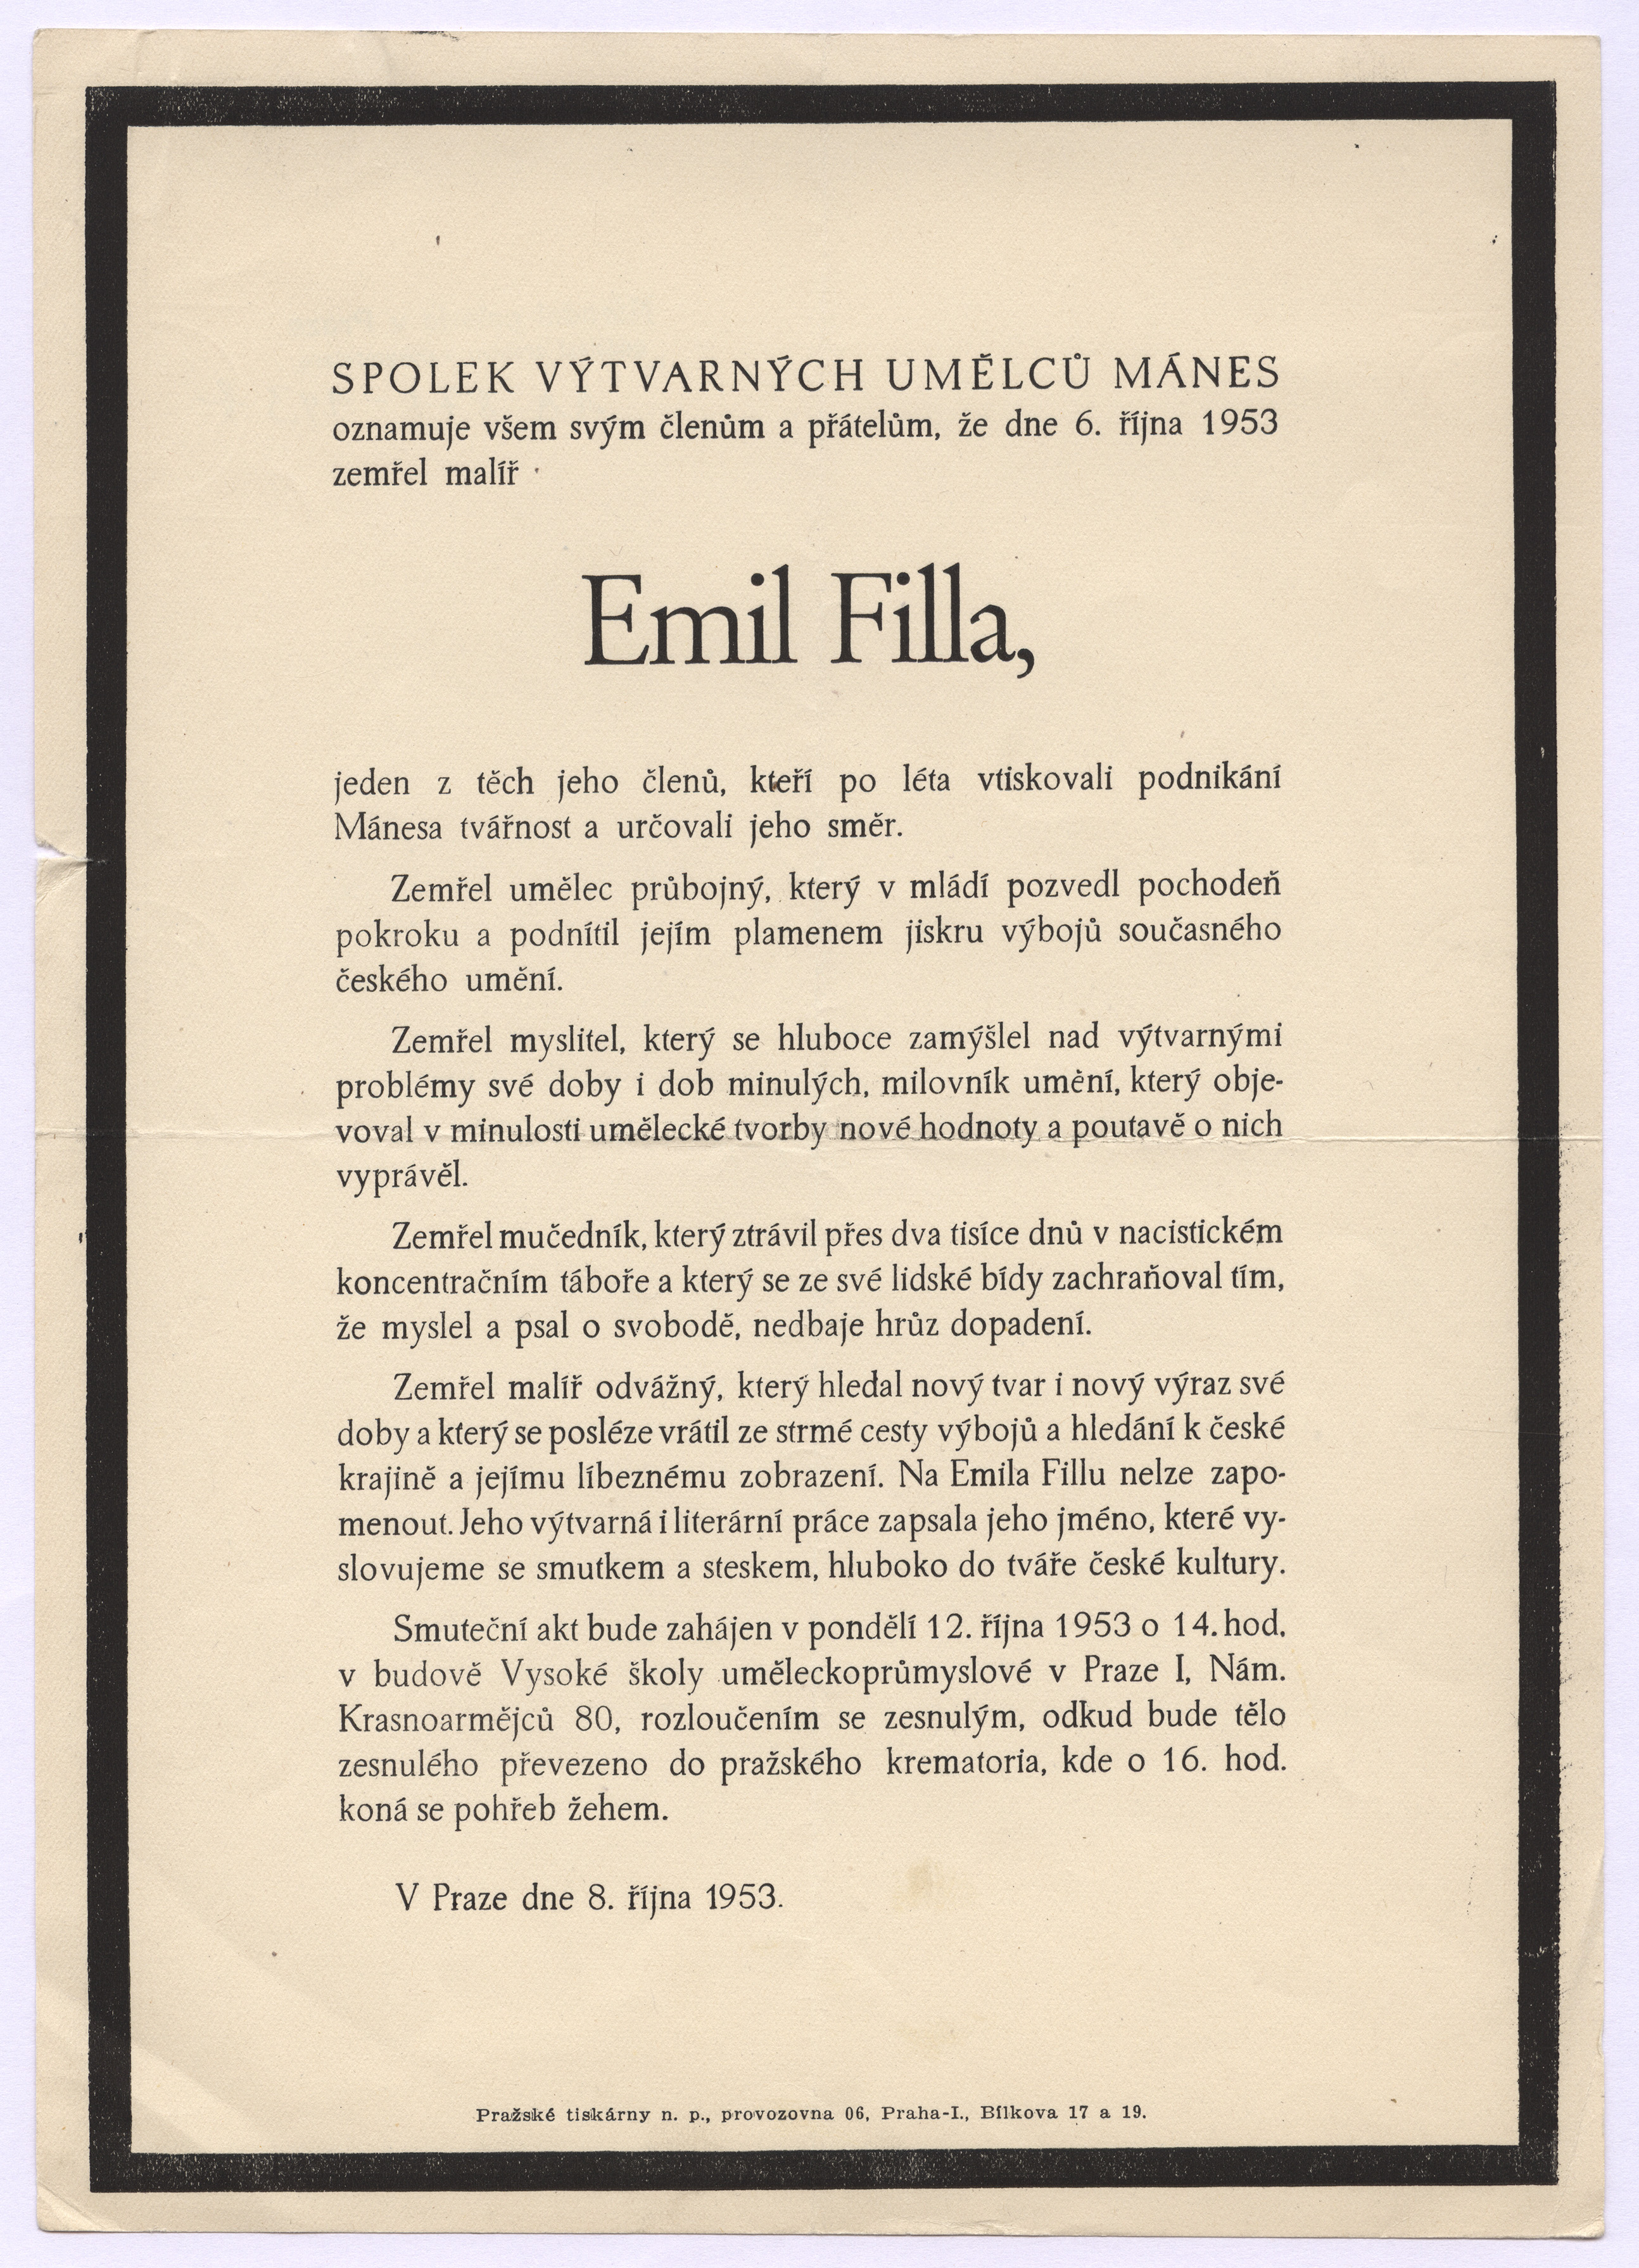 SPOLEK VÝTVARNÝCH UMĚLCŮ MÁNES
oznamuje všem svým členům a přátelům, že dne 6. října 1953
zemřel malíř
Emil Filla,
jeden z těch jeho členů, kteří po léta vtiskovali podnikání
Mánesa tvářnost a určovali jeho směr.
Zemřel umělec průbojný, který v mládí pozvedl pochodeň
pokroku a podnítil jejím plamenem jiskru výbojů současného
českého umění.
Zemřel myslitel, který se hluboce zamýšlel nad výtvarnými
problémy své doby i dob minulých, milovník umění, který obje-
voval v minulosti umělecké tvorby nové hodnoty a poutavě o nich
vyprávěl.
Zemřel mučedník, který ztrávil přes dva tisíce dnů v nacistickém
koncentračním táboře a který se ze své lidské bídy zachraňoval tím,
že myslel a psal o svobodě, nedbaje hrůz dopadení.
Zemřel malíř odvážný, který hledal nový tvar i nový výraz své
doby a který se posléze vrátil ze strmé cesty výbojů a hledání k české
krajině a jejímu líbeznému zobrazení. Na Emila Fillu nelze zapo-
menout. Jeho výtvarná i literární práce zapsala jeho jméno, které vy-
slovujeme se smutkem a steskem, hluboko do tváře české kultury.
Smuteční akt bude zahájen v pondělí 12. října 1953 o 14. hod.
v budově Vysoké školy uměleckoprůmyslové v Praze I, Nám.
Krasnoarmějců 80, rozloučením se zesnulým, odkud bude tělo
zesnulého převezeno do pražského krematoria, kde o 16. hod.
koná se pohřeb žehem.
V Praze dne 8. října 1953.
Pražské tiskárny n. p., provozovna 06, Praha-I., Bílkova 17 a 19.